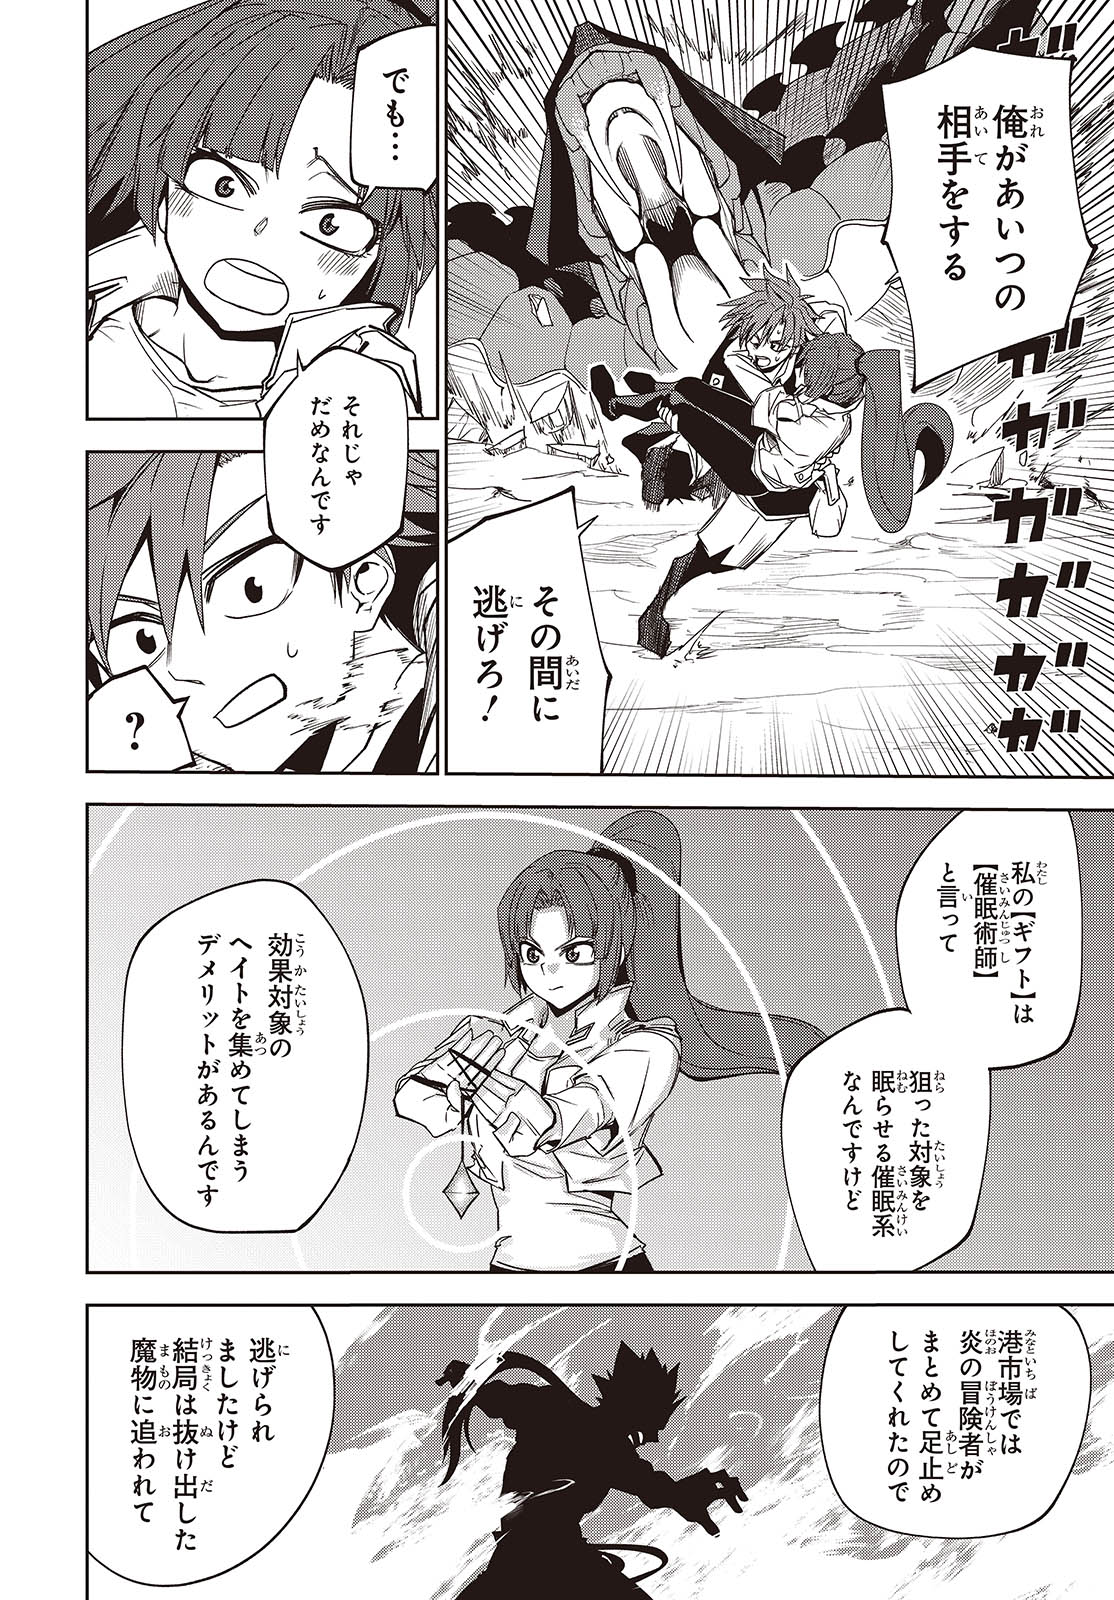 俺があいつの
相手をする
ガガガガガガガ
その間に
逃げろ！
でも…
それじゃ
だめなんです
？
私の【ギフト】は
【催眠術師】
と言って
狙った対象を
眠らせる催眠系
なんですけど
効果対象の
ヘイトを集めてしまう
デメリットがあるんです
港市場では
炎の冒険者が
まとめて足止め
してくれたので
逃げられ
ましたけど
結局は抜け出した
魔物に追われて